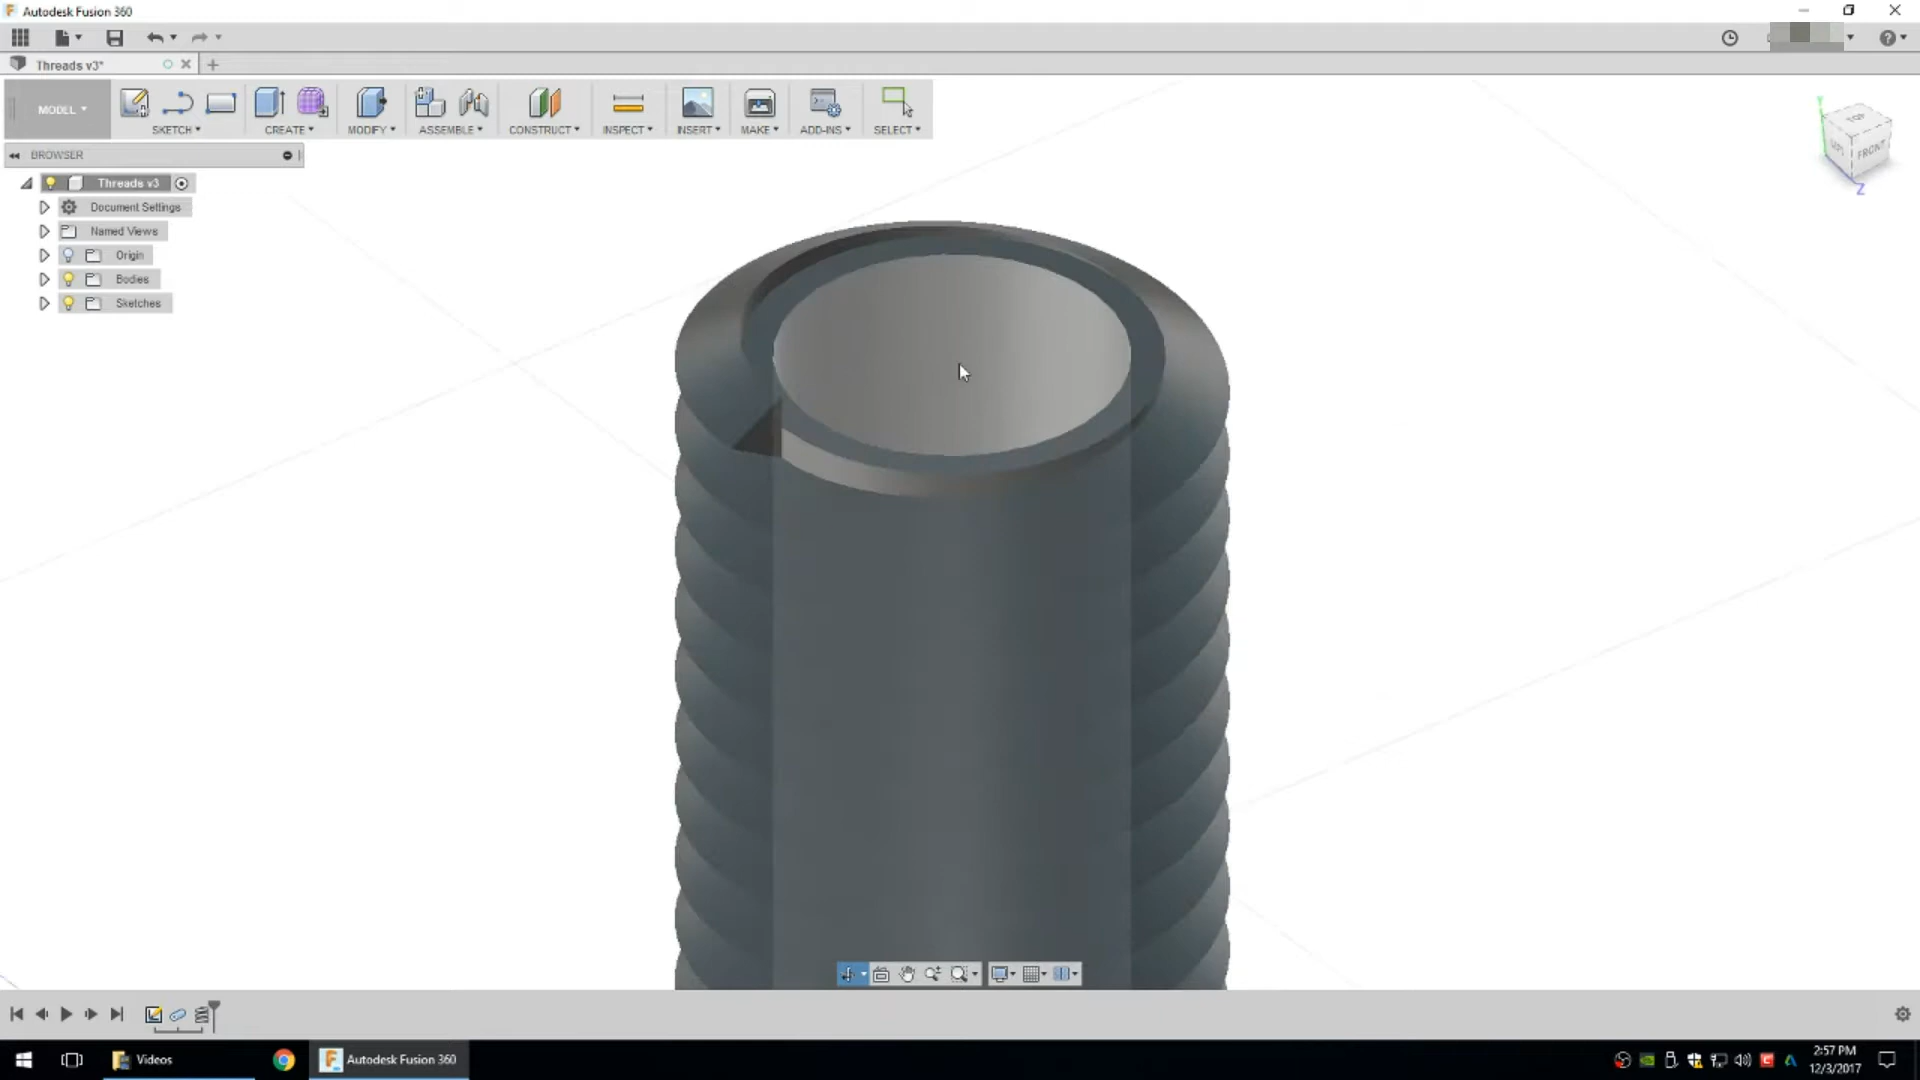 Autodesk Fusion 360
Threads v3*
MODEL
SKETCH
CREATE
MODIFY
ASSEMBLE
CONSTRUCT
INSPECT
INSERT
MAKE
ADD-INS
SELECT
BROWSER
Threads v3
Document Settings
Named Views
Origin
Bodies
Sketches
TOP
FRONT
Y
Z
Videos
Autodesk Fusion 360
2:57 PM
12/3/2017